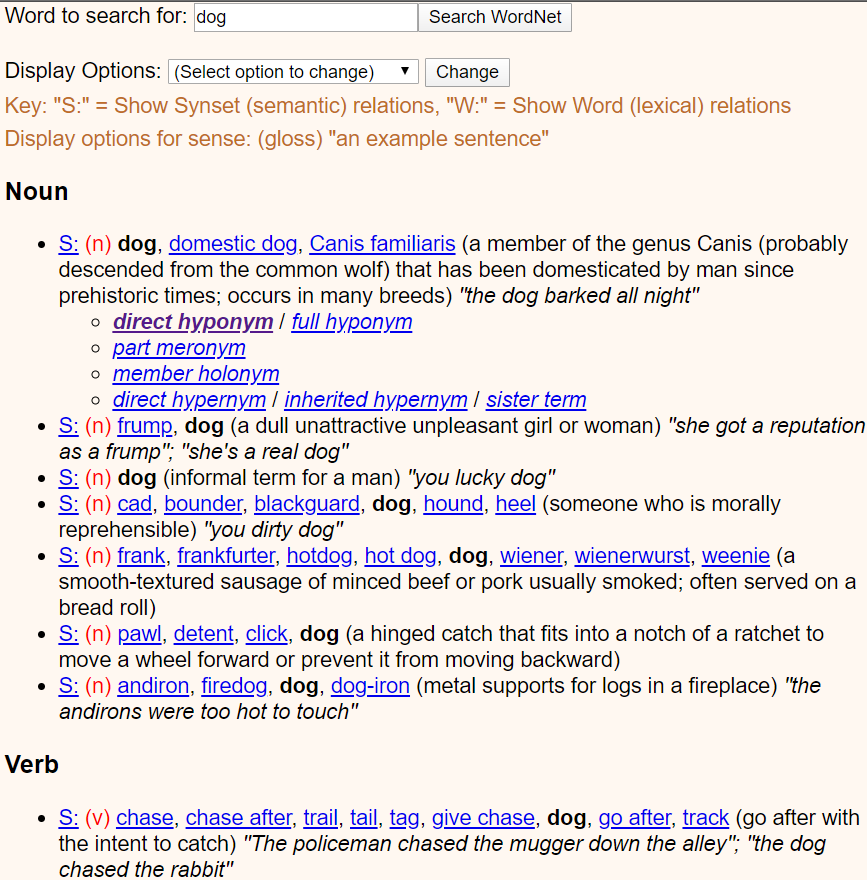 Word to search for: dog Search WordNet
Display Options: (Select option to change) Change
Key: "S:" = Show Synset (semantic) relations, "W:" = Show Word (lexical) relations
Display options for sense: (gloss) "an example sentence"
Noun
S: (n) dog, domestic dog, Canis familiaris (a member of the genus Canis (probably
descended from the common wolf) that has been domesticated by man since
prehistoric times; occurs in many breeds) "the dog barked all night"
direct hyponym / full hyponym
part meronym
member holonym
direct hypernym / inherited hypernym / sister term
S: (n) frump, dog (a dull unattractive unpleasant girl or woman) "she got a reputation
as a frump"; "she's a real dog"
S: (n) dog (informal term for a man) "you lucky dog"
S: (n) cad, bounder, blackguard, dog, hound, heel (someone who is morally
reprehensible) "you dirty dog"
S: (n) frank, frankfurter, hotdog, hot dog, dog, wiener, wienerwurst, weenie (a
smooth-textured sausage of minced beef or pork usually smoked; often served on a
bread roll)
S: (n) pawl, detent, click, dog (a hinged catch that fits into a notch of a ratchet to
move a wheel forward or prevent it from moving backward)
S: (n) andiron, firedog, dog, dog-iron (metal supports for logs in a fireplace) "the
andirons were too hot to touch"
Verb
S: (v) chase, chase after, trail, tail, tag, give chase, dog, go after, track (go after with
the intent to catch) "The policeman chased the mugger down the alley"; "the dog
chased the rabbit"